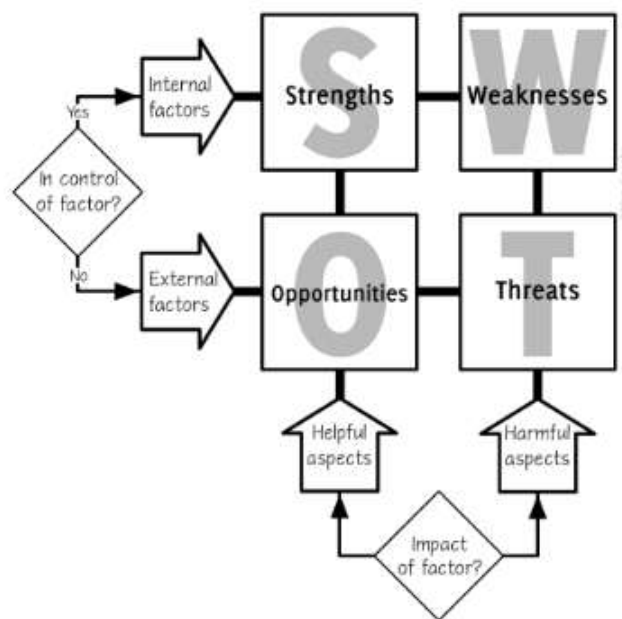 S
W
Internal
factors
Strengths
Weaknesses
Yes
In control
of factor?
No
O
T
External
factors
Opportunities
Threats
Helpful
aspects
Harmful
aspects
Impact
of factor?